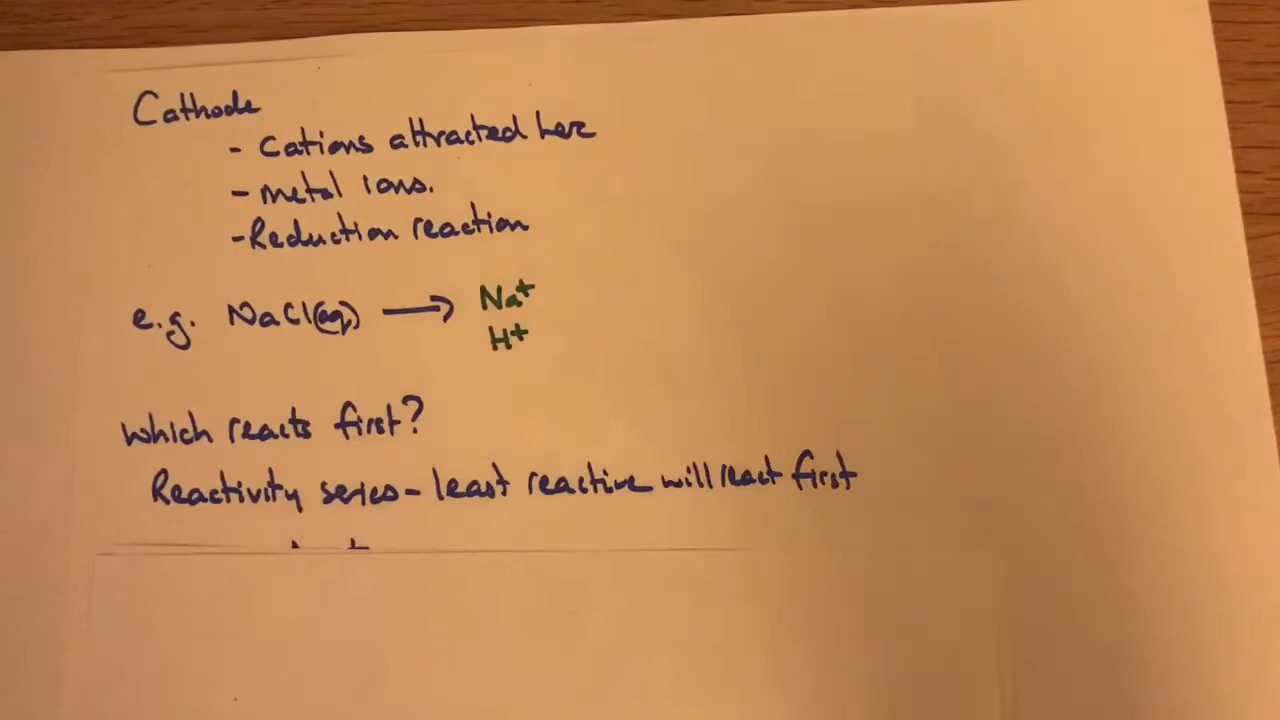 Cathode
- Cations attracted here
- Metal ions.
- Reduction reaction
e.g. NaCl(aq) → Na⁺
H⁺
Which reacts first?
Reactivity series - least reactive will react first